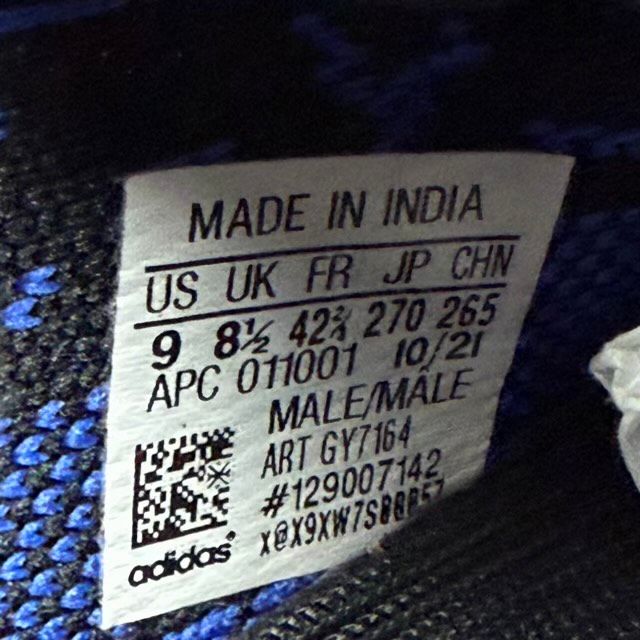 MADE IN INDIA
US UK FR JP CHN
9 8½ 42⅔ 270 265
APC 011001 10/21
MALE/MÂLE
ART GY7164
#129007142
adidas